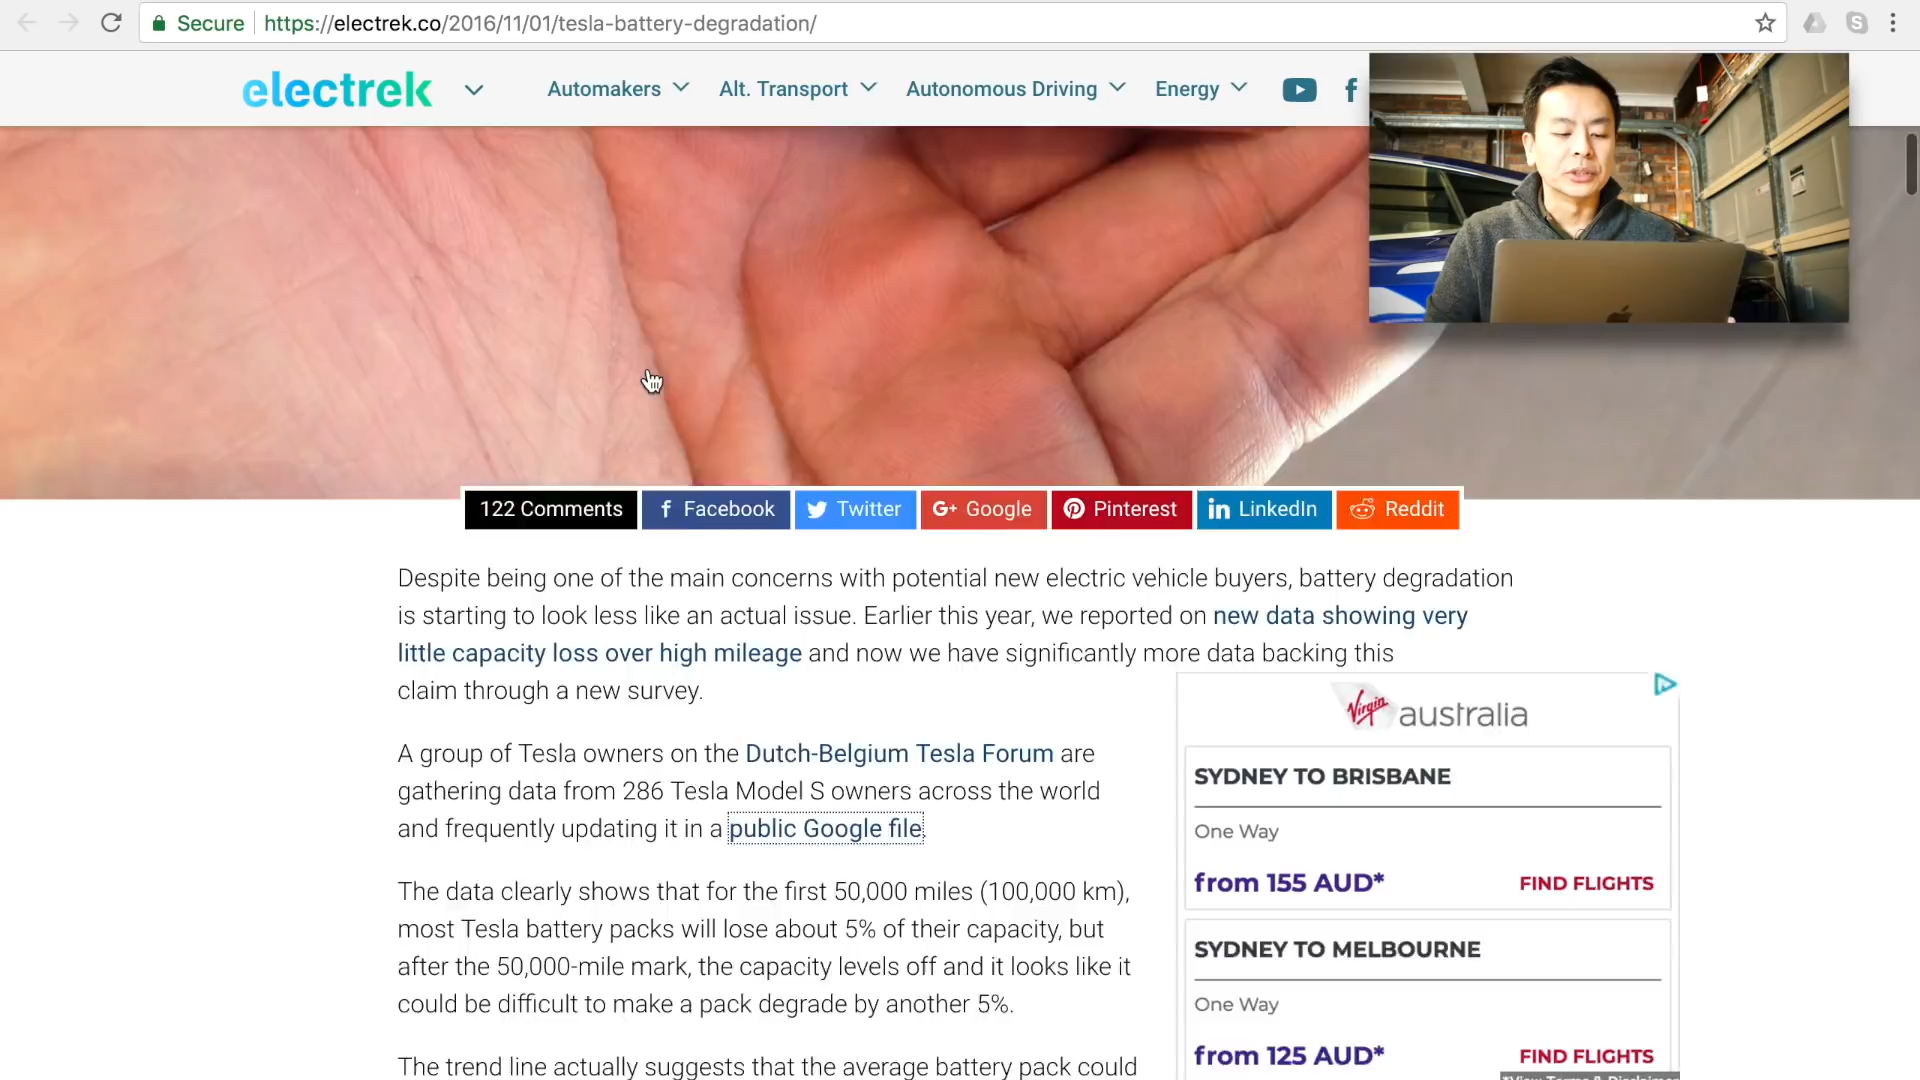 Secure https://electrek.co/2016/11/01/tesla-battery-degradation/
electrek Automakers Alt. Transport Autonomous Driving Energy
122 Comments Facebook Twitter G+ Google Pinterest in LinkedIn Reddit
Despite being one of the main concerns with potential new electric vehicle buyers, battery degradation
is starting to look less like an actual issue. Earlier this year, we reported on new data showing very
little capacity loss over high mileage and now we have significantly more data backing this
claim through a new survey.
A group of Tesla owners on the Dutch-Belgium Tesla Forum are
gathering data from 286 Tesla Model S owners across the world
and frequently updating it in a public Google file.
The data clearly shows that for the first 50,000 miles (100,000 km),
most Tesla battery packs will lose about 5% of their capacity, but
after the 50,000-mile mark, the capacity levels off and it looks like it
could be difficult to make a pack degrade by another 5%.
The trend line actually suggests that the average battery pack could
Virgin australia
SYDNEY TO BRISBANE
One Way
from 155 AUD* FIND FLIGHTS
SYDNEY TO MELBOURNE
One Way
from 125 AUD* FIND FLIGHTS